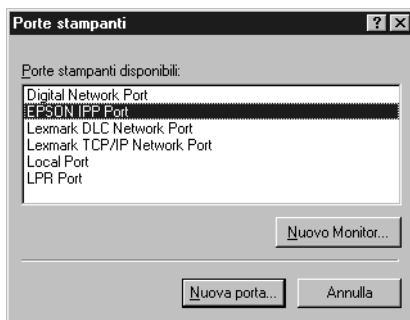 Porte stampanti
Porte stampanti disponibili:
Digital Network Port
EPSON IPP Port
Lexmark DLC Network Port
Lexmark TCP/IP Network Port
Local Port
LPR Port
Nuovo Monitor...
Nuova porta...
Annulla